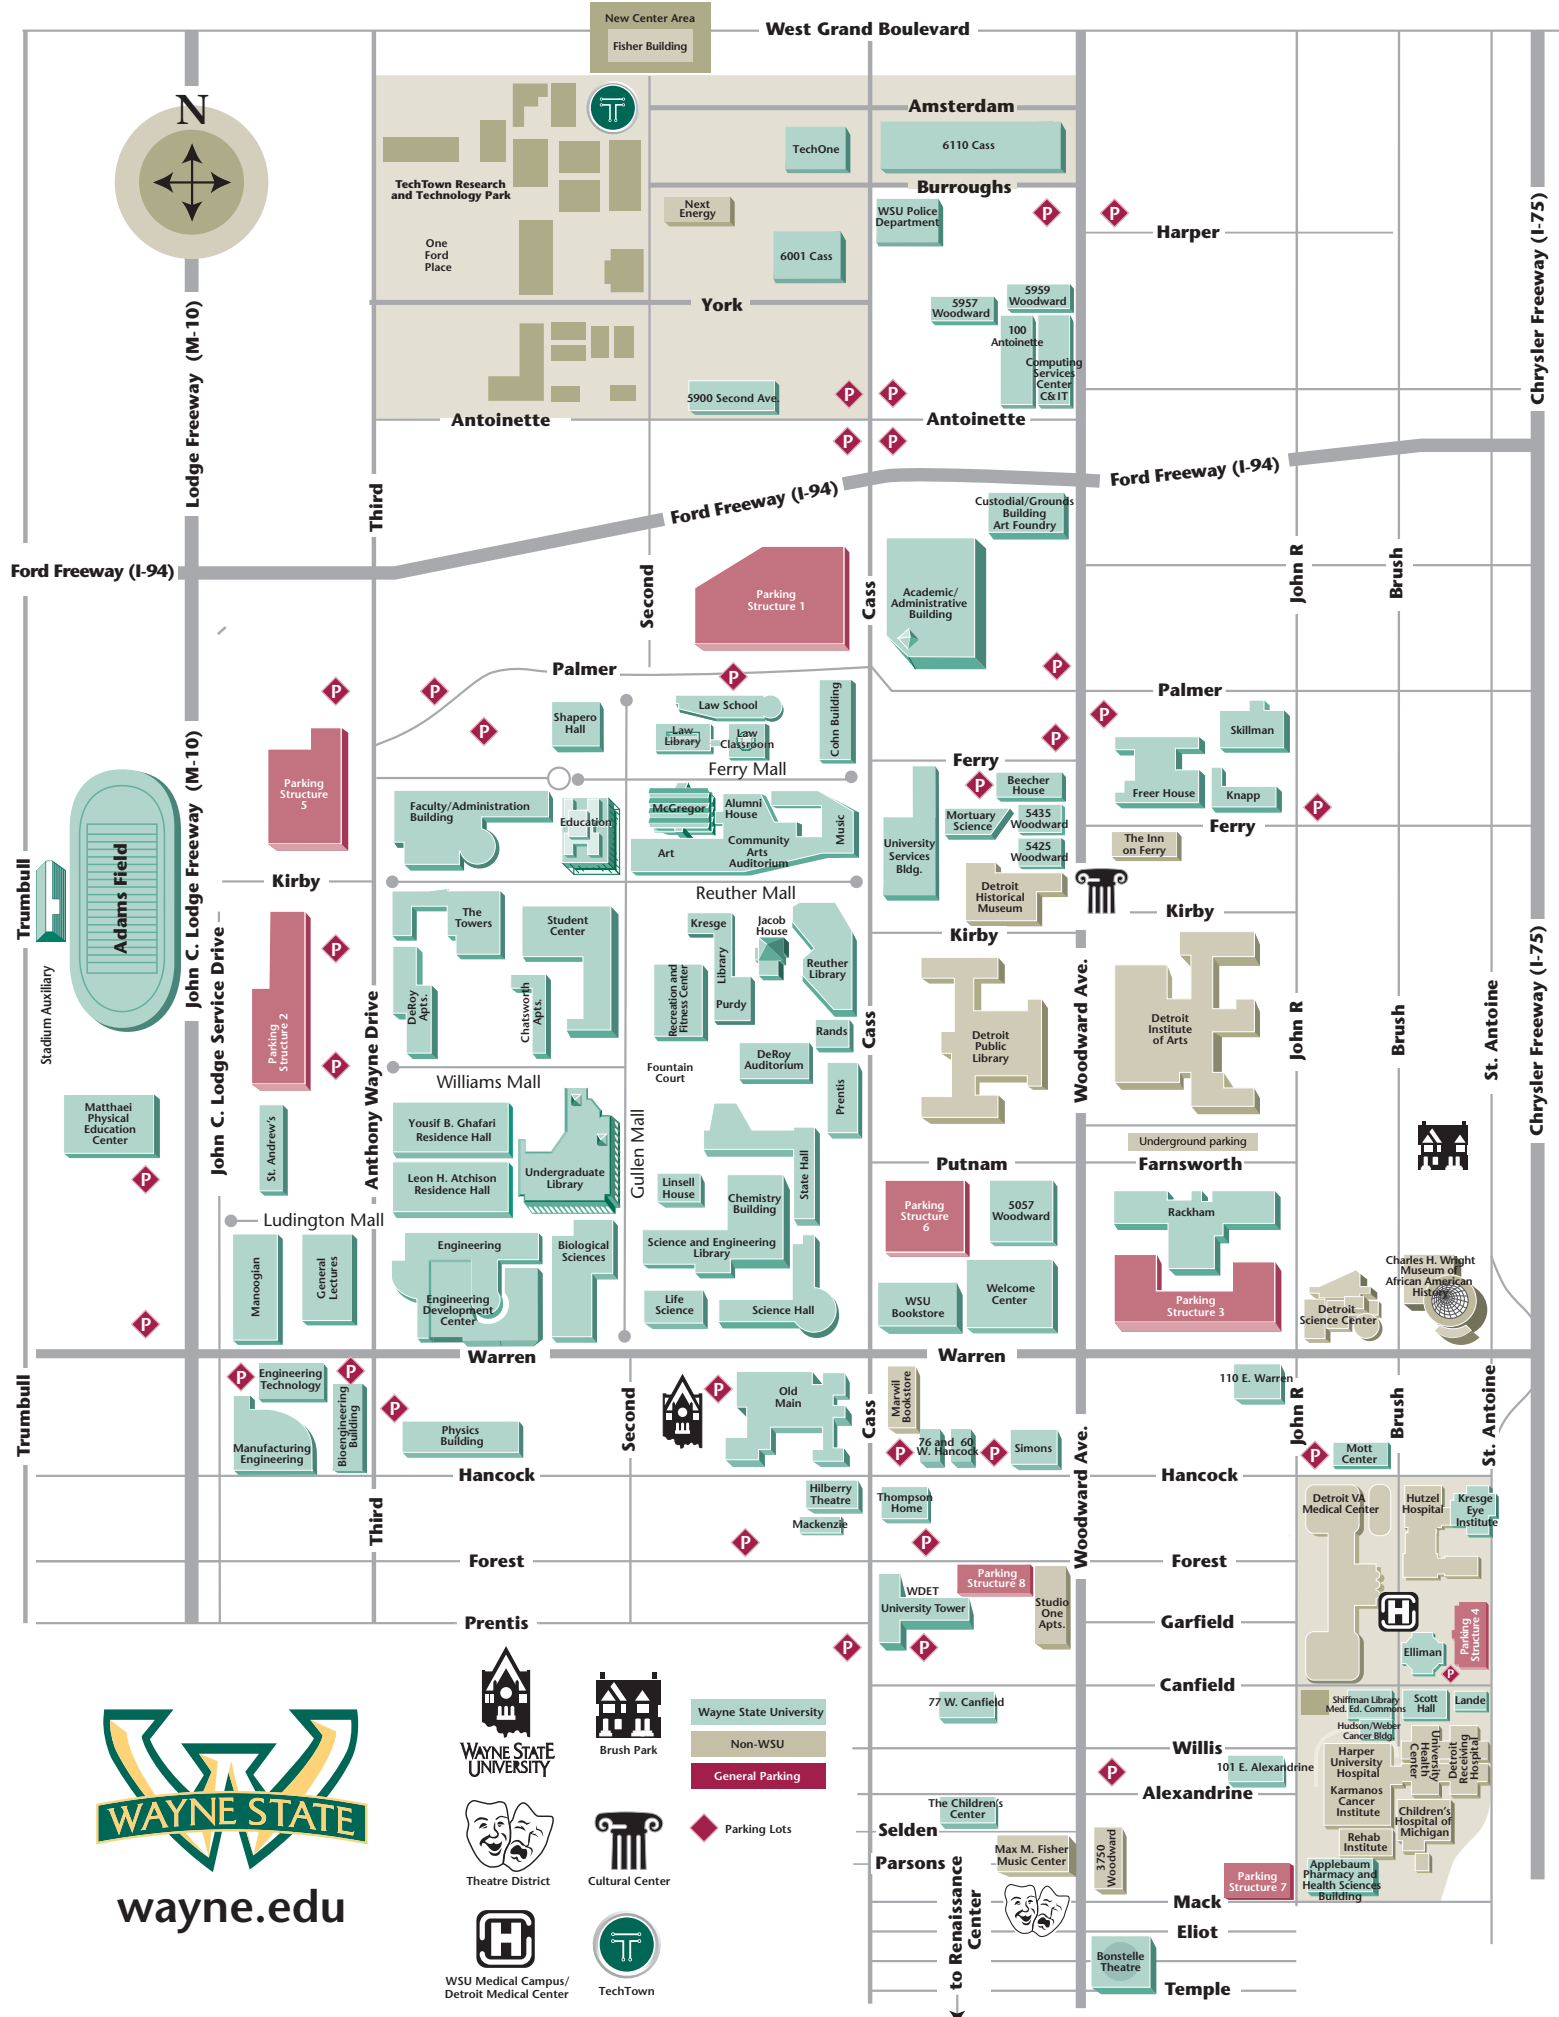 New Center Area
Fisher Building
West Grand Boulevard
N
Amsterdam
TechOne
6110 Cass
TechTown Research
and Technology Park
Burroughs
Next
Energy
WSU Police
Department
P
P
Harper
One
Ford
Place
6001 Cass
York
5957
Woodward
5959
Woodward
100
Antoinette
Computing
Services
Center
C&IT
5900 Second Ave.
P
P
Antoinette
Antoinette
P
P
Lodge Freeway (M-10)
Chrysler Freeway (I-75)
Third
Ford Freeway (I-94)
Ford Freeway (I-94)
Ford Freeway (I-94)
Custodial/Grounds
Building
Art Foundry
Second
Cass
John R
Brush
Parking
Structure 1
Academic/
Administrative
Building
Palmer
P
P
P
P
P
Palmer
Shapero
Hall
Law School
Law
Library
Law
Classroom
Cohn Building
P
P
Skillman
Ferry Mall
Ferry
Parking
Structure
5
Faculty/Administration
Building
Education
McGregor
Alumni
House
Music
Art
Community
Arts
Auditorium
University
Services
Bldg.
P
Beecher
House
Mortuary
Science
5435
Woodward
5425
Woodward
Freer House
Knapp
P
Ferry
The Inn
on Ferry
Trumbull
Stadium Auxiliary
Adams Field
John C. Lodge Freeway (M-10)
John C. Lodge Service Drive
Kirby
Reuther Mall
Detroit
Historical
Museum
Kirby
Kirby
The
Towers
Student
Center
Kresge
Library
Purdy
Jacob
House
Reuther
Library
P
Parking
Structure 2
P
Anthony Wayne Drive
DeRoy
Apts.
Chatsworth
Apts.
Recreation and
Fitness Center
Rands
DeRoy
Auditorium
Fountain
Court
Prentis
Cass
Detroit
Public
Library
Woodward Ave.
Detroit
Institute
of Arts
John R
Brush
St. Antoine
Chrysler Freeway (I-75)
Matthaei
Physical
Education
Center
P
St. Andrew's
Williams Mall
Yousif B. Ghafari
Residence Hall
Leon H. Atchison
Residence Hall
Undergraduate
Library
Gullen Mall
Linsell
House
Chemistry
Building
State Hall
Underground parking
Putnam
Farnsworth
Parking
Structure
6
5057
Woodward
Rackham
Ludington Mall
Manoogian
General
Lectures
Engineering
Engineering
Development
Center
Biological
Sciences
Science and Engineering
Library
Life
Science
Science Hall
WSU
Bookstore
Welcome
Center
Parking
Structure 3
Detroit
Science Center
Charles H. Wright
Museum of
African American
History
P
Warren
Warren
Trumbull
P
Engineering
Technology
P
Manufacturing
Engineering
Bioengineering
Building
P
Physics
Building
Second
P
Old
Main
Cass
Marwil
Bookstore
P
76 and 60
W. Hancock
P
Simons
Woodward Ave.
110 E. Warren
John R
Brush
St. Antoine
P
Mott
Center
Hancock
Hancock
Third
Hilberry
Theatre
Mackenzie
Thompson
Home
P
P
Detroit VA
Medical Center
Hutzel
Hospital
Kresge
Eye
Institute
Forest
Forest
Parking
Structure 8
WDET
University Tower
Studio
One
Apts.
H
Parking
Structure 4
Prentis
Garfield
P
P
Elliman
P
Canfield
77 W. Canfield
Shiffman Library
Med. Ed. Commons
Scott
Hall
Lande
Hudson/Weber
Cancer Bldg.
Willis
Harper
University
Hospital
University
Health
Center
Detroit
Receiving
Hospital
101 E. Alexandrine
P
Alexandrine
Karmanos
Cancer
Institute
Children's
Hospital of
Michigan
The Children's
Center
Selden
Parsons
Max M. Fisher
Music Center
3750
Woodward
Rehab
Institute
Parking
Structure 7
Applebaum
Pharmacy and
Health Sciences
Building
Mack
to Renaissance
Center
Eliot
Bonstelle
Theatre
Temple
WAYNE STATE
wayne.edu
WAYNE STATE
UNIVERSITY
Brush Park
Theatre District
Cultural Center
H
WSU Medical Campus/
Detroit Medical Center
TechTown
Wayne State University
Non-WSU
General Parking
Parking Lots